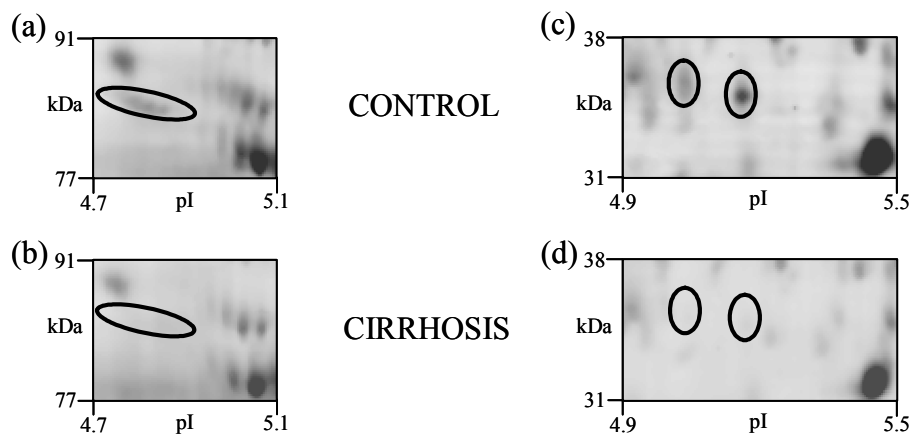 (a)
91
kDa
77
4.7
pI
5.1
CONTROL
(c)
38
kDa
31
4.9
pI
5.5
(b)
91
kDa
77
4.7
pI
5.1
CIRRHOSIS
(d)
38
kDa
31
4.9
pI
5.5